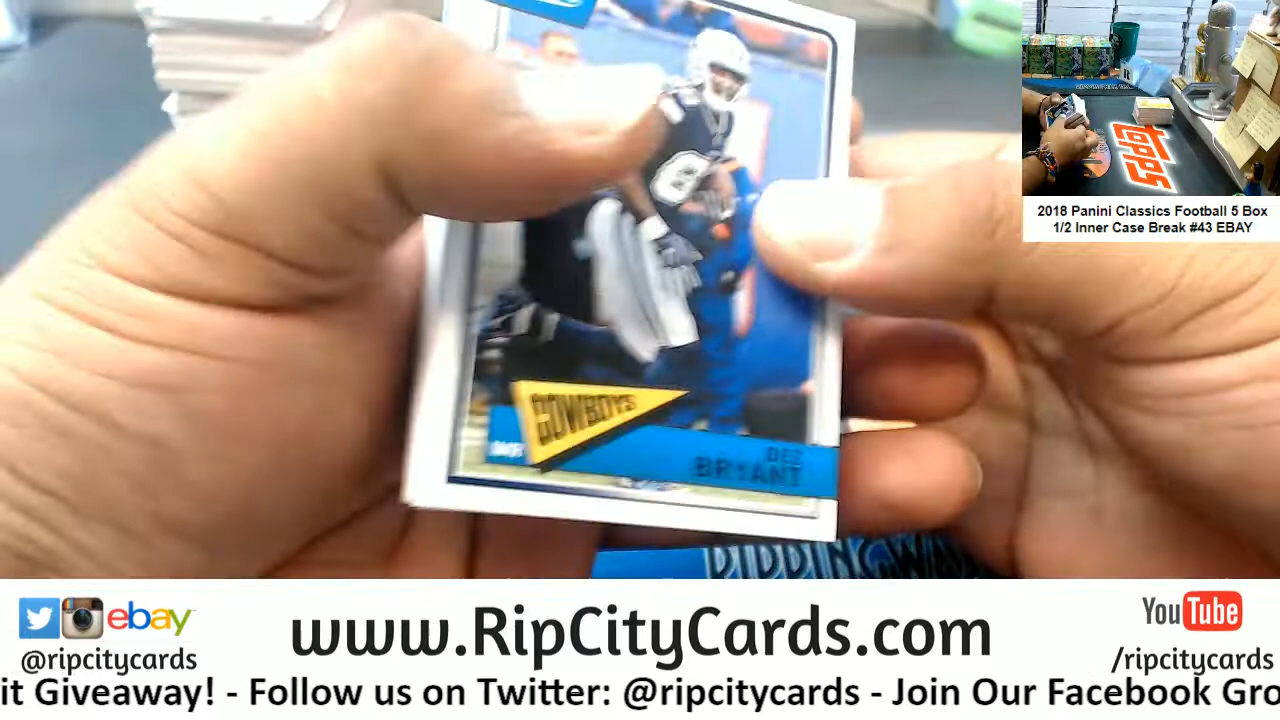 COWBOYS
DEZ
BRYANT
topps
2018 Panini Classics Football 5 Box
1/2 Inner Case Break #43 EBAY
ebay
@ripcitycards
www.RipCityCards.com
YouTube
/ripcitycards
it Giveaway! - Follow us on Twitter: @ripcitycards - Join Our Facebook Gro